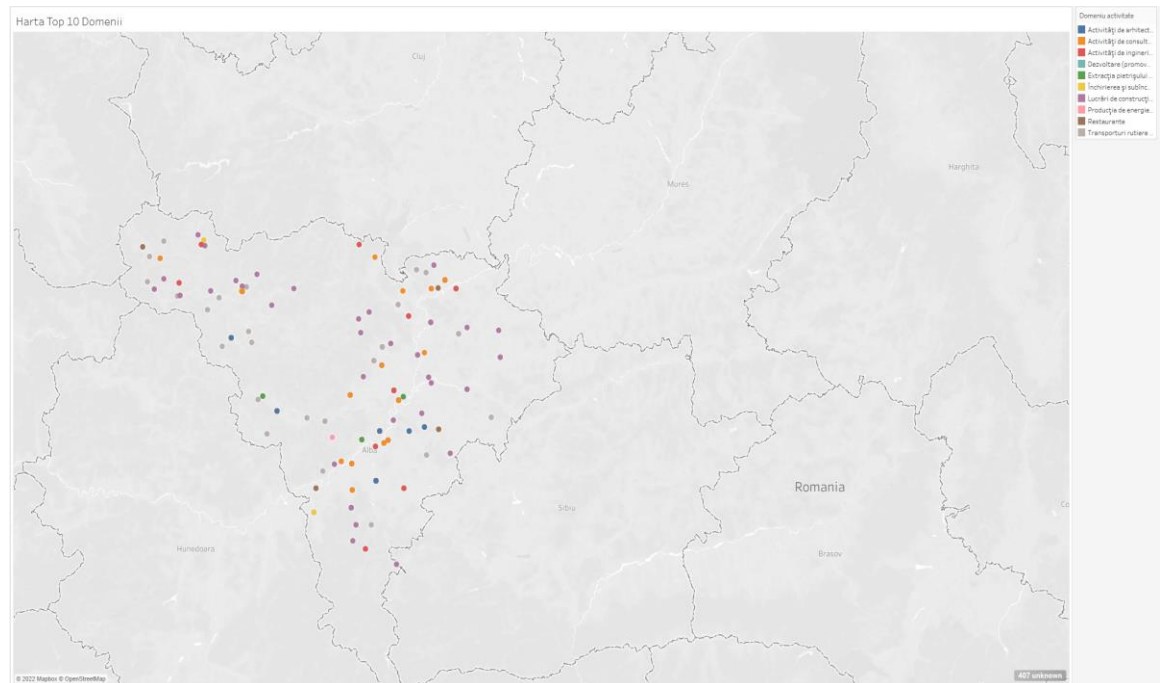 Harta Top 10 Domenii
Domeniu activitate
Activități de arhitect...
Activități de consult...
Activități de ingineri...
Dezvoltare (promov...
Extracția pietrișului ...
Închirierea și subînc...
Lucrări de construcți...
Producție de energie...
Restaurante
Transporturi rutiere ...
Cluj
Harghita
Mures
Alba
Romania
Sibiu
Co
Hunedoara
Brasov
© 2022 Mapbox © OpenStreetMap
407 unknown